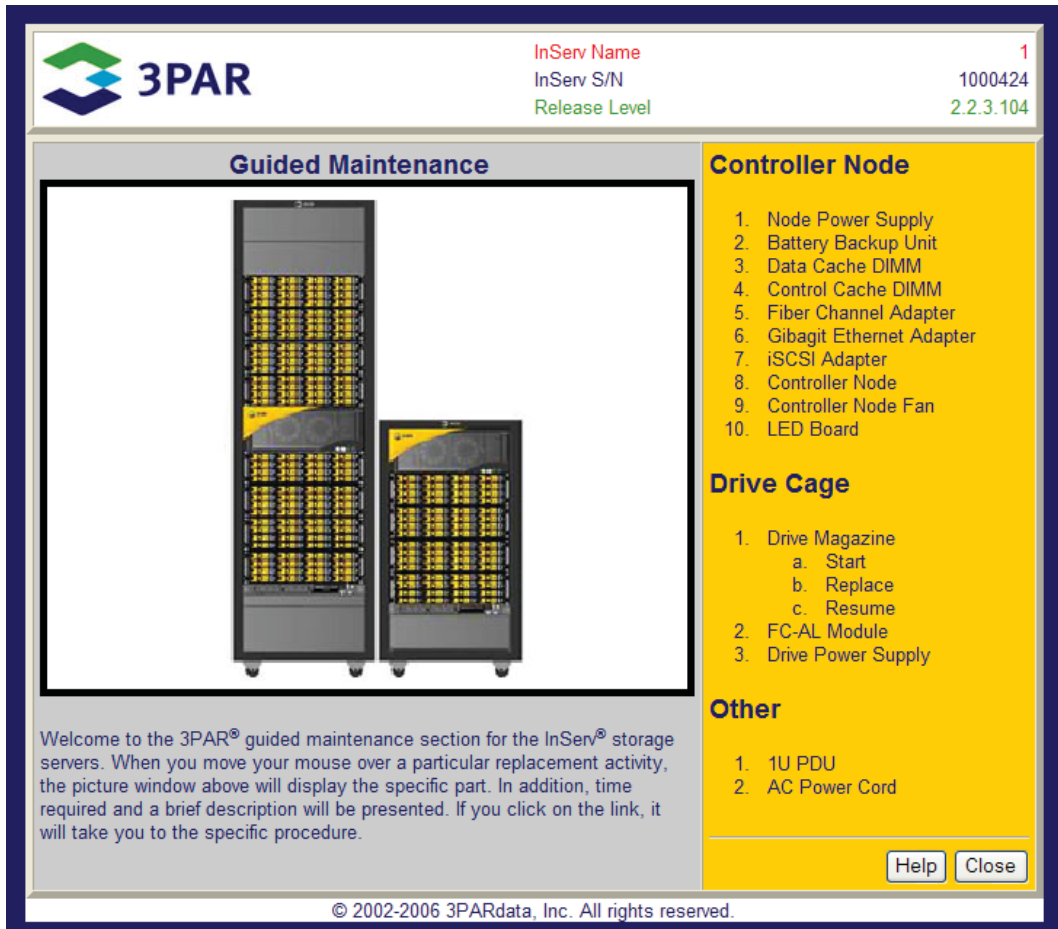 3PAR
InServ Name 1
InServ S/N 1000424
Release Level 2.2.3.104
Guided Maintenance
Welcome to the 3PAR® guided maintenance section for the InServ® storage
servers. When you move your mouse over a particular replacement activity,
the picture window above will display the specific part. In addition, time
required and a brief description will be presented. If you click on the link, it
will take you to the specific procedure.
Controller Node
1. Node Power Supply
2. Battery Backup Unit
3. Data Cache DIMM
4. Control Cache DIMM
5. Fiber Channel Adapter
6. Gibagit Ethernet Adapter
7. iSCSI Adapter
8. Controller Node
9. Controller Node Fan
10. LED Board
Drive Cage
1. Drive Magazine
a. Start
b. Replace
c. Resume
2. FC-AL Module
3. Drive Power Supply
Other
1. 1U PDU
2. AC Power Cord
Help Close
© 2002-2006 3PARdata, Inc. All rights reserved.